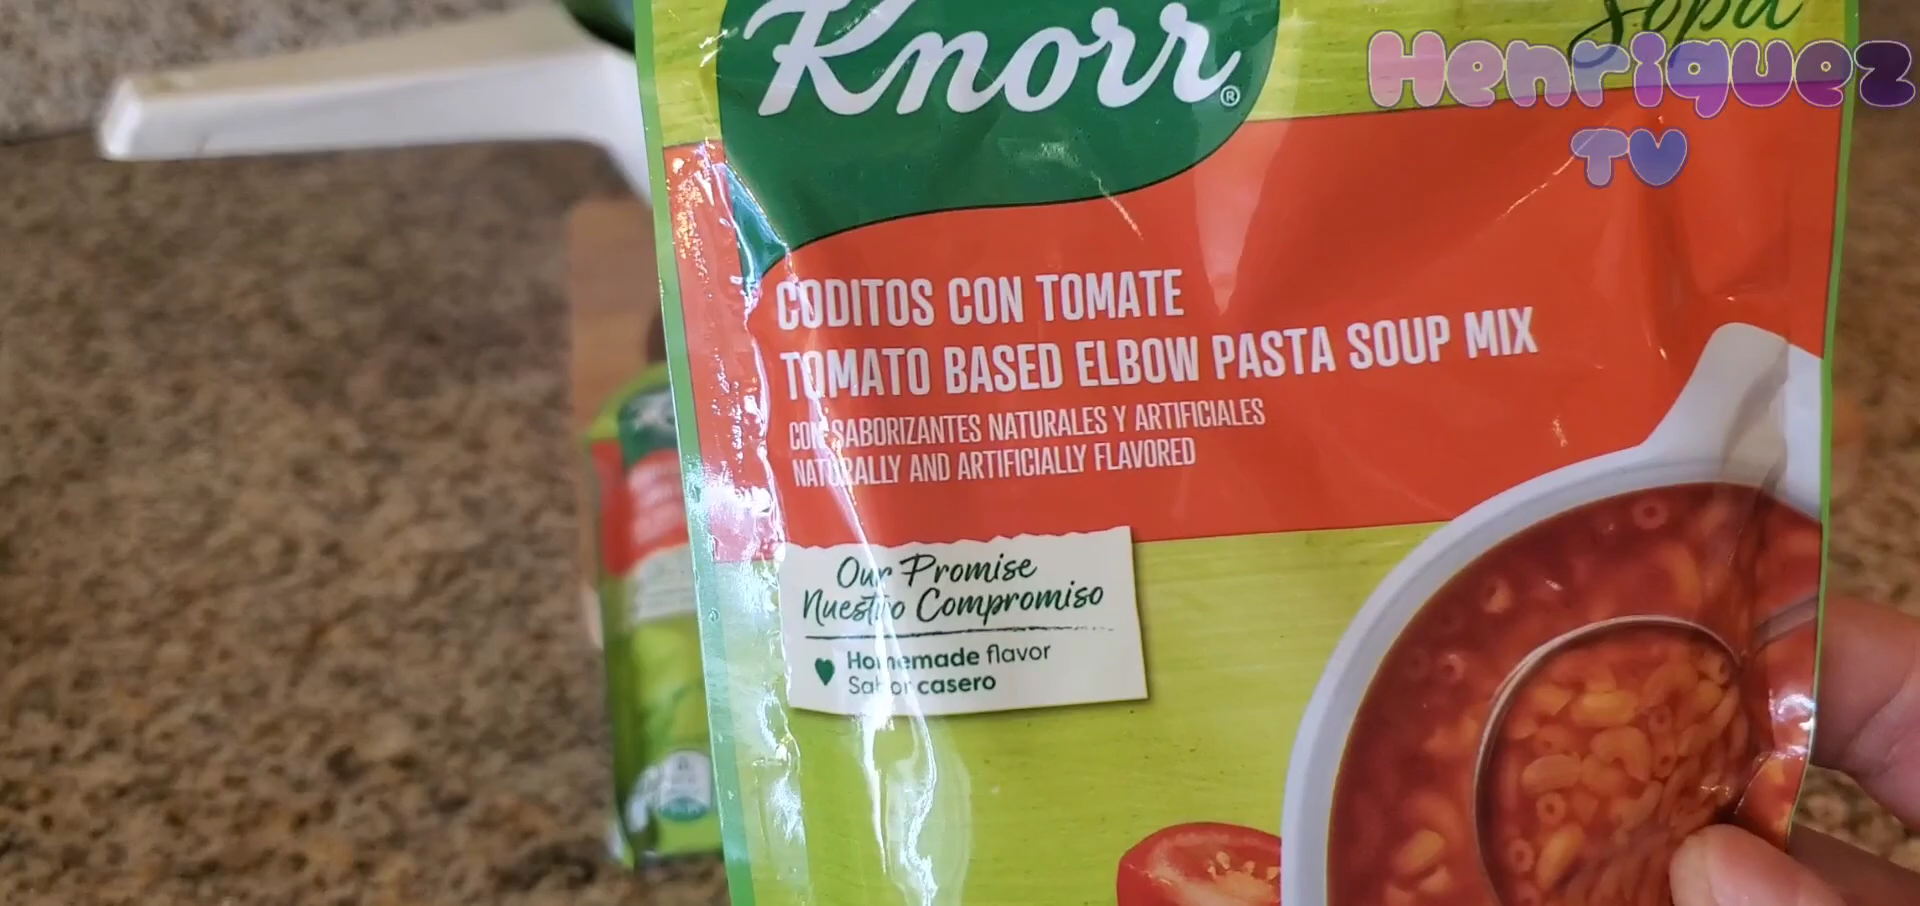 Knorr®
Sopa
Henriquez
TV
CODITOS CON TOMATE
TOMATO BASED ELBOW PASTA SOUP MIX
CON SABORIZANTES NATURALES Y ARTIFICIALES
NATURALLY AND ARTIFICIALLY FLAVORED
Our Promise
Nuestro Compromiso
Homemade flavor
Sabor casero